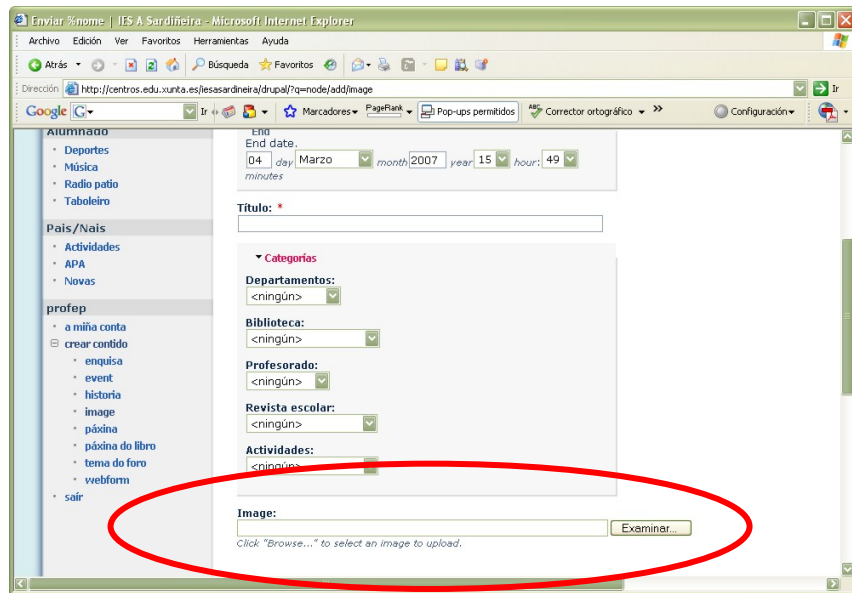 Enviar %nome | IES A Sardiñeira - Microsoft Internet Explorer
Archivo Edición Ver Favoritos Herramientas Ayuda
Atrás Búsqueda Favoritos
Dirección http://centros.edu.xunta.es/iesasardineira/drupal/?q=node/add/image Ir
Google G Ir Marcadores PageRank Pop-ups permitidos ABC Corrector ortográfico » Configuración
Alumnado
Deportes
Música
Radio patio
Taboleiro
Pais/Nais
Actividades
APA
Novas
profep
a miña conta
crear contido
enquisa
event
historia
image
páxina
páxina do libro
tema do foro
webform
saír
End
End date.
04 day Marzo month 2007 year 15 hour: 49
minutes
Título: *
Categorías
Departamentos:
<ningún>
Biblioteca:
<ningún>
Profesorado:
<ningún>
Revista escolar:
<ningún>
Actividades:
<ningún>
Image:
Examinar...
Click "Browse..." to select an image to upload.